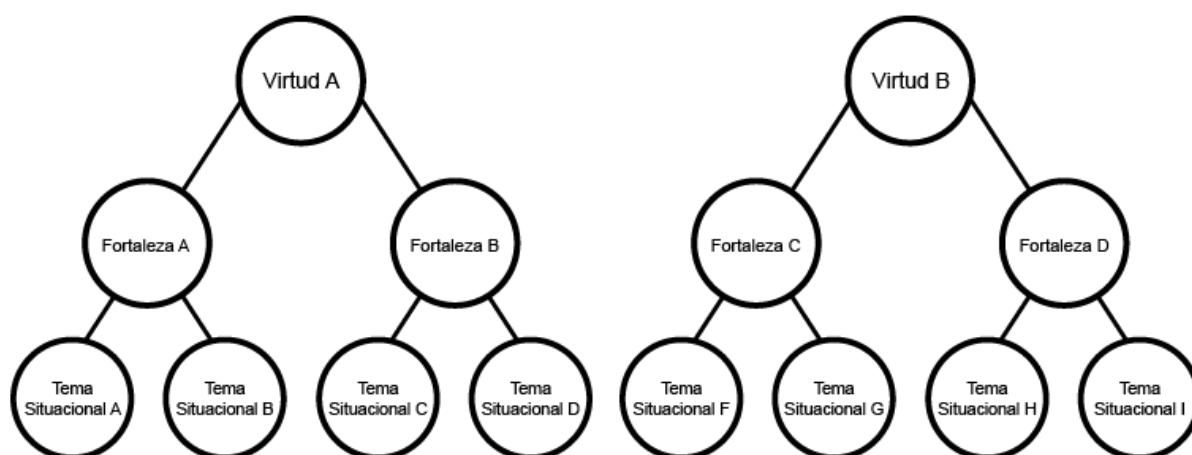 Virtud A
Virtud B
Fortaleza A
Fortaleza B
Fortaleza C
Fortaleza D
Tema
Situacional A
Tema
Situacional B
Tema
Situacional C
Tema
Situacional D
Tema
Situacional F
Tema
Situacional G
Tema
Situacional H
Tema
Situacional I